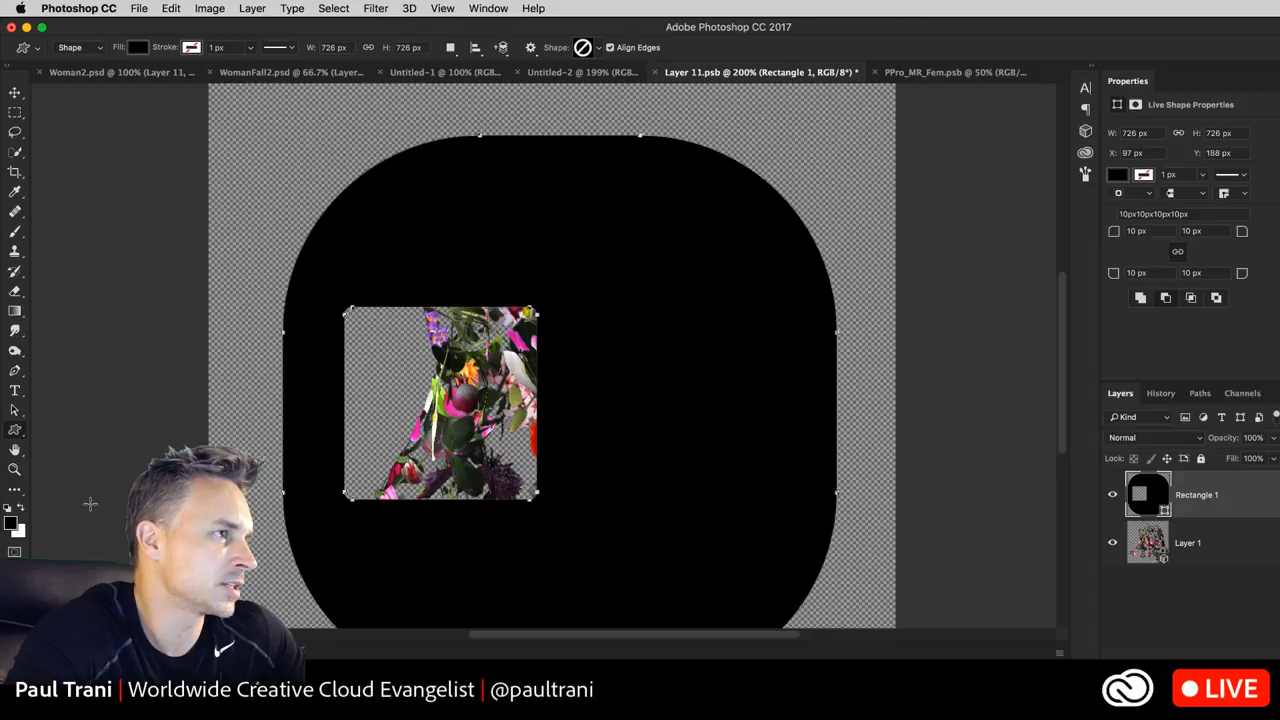 Photoshop CC File Edit Image Layer Type Select Filter 3D View Window Help
Adobe Photoshop CC 2017
Shape Fill: Stroke: 1 px W: 726 px H: 726 px Shape: Align Edges
Woman2.psd @ 100% (Layer 11, ... WomanFall2.psd @ 66.7% (Layer... Untitled-1 @ 100% (RGB... Untitled-2 @ 199% (RGB... Layer 11.psb @ 200% (Rectangle 1, RGB/8*) * PPro_MR_Fem.psb @ 50% (RGB/...
Properties
Live Shape Properties
W: 726 px H: 726 px
X: 97 px Y: 188 px
1 px
10px10px10px10px
10 px 10 px
10 px 10 px
Layers History Paths Channels
Kind
Normal Opacity: 100%
Lock: Fill: 100%
Rectangle 1
Layer 1
Paul Trani | Worldwide Creative Cloud Evangelist | @paultrani
LIVE